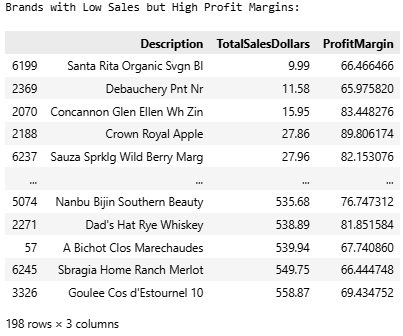 Brands with Low Sales but High Profit Margins:
Description TotalSalesDollars ProfitMargin
6199 Santa Rita Organic Svgn Bl 9.99 66.466466
2369 Debauchery Pnt Nr 11.58 65.975820
2070 Concannon Glen Ellen Wh Zin 15.95 83.448276
2188 Crown Royal Apple 27.86 89.806174
6237 Sauza Sprklg Wild Berry Marg 27.96 82.153076
... ... ... ...
5074 Nanbu Bijin Southern Beauty 535.68 76.747312
2271 Dad's Hat Rye Whiskey 538.89 81.851584
57 A Bichot Clos Marechaudes 539.94 67.740860
6245 Sbragia Home Ranch Merlot 549.75 66.444748
3326 Goulee Cos d'Estournel 10 558.87 69.434752
198 rows × 3 columns